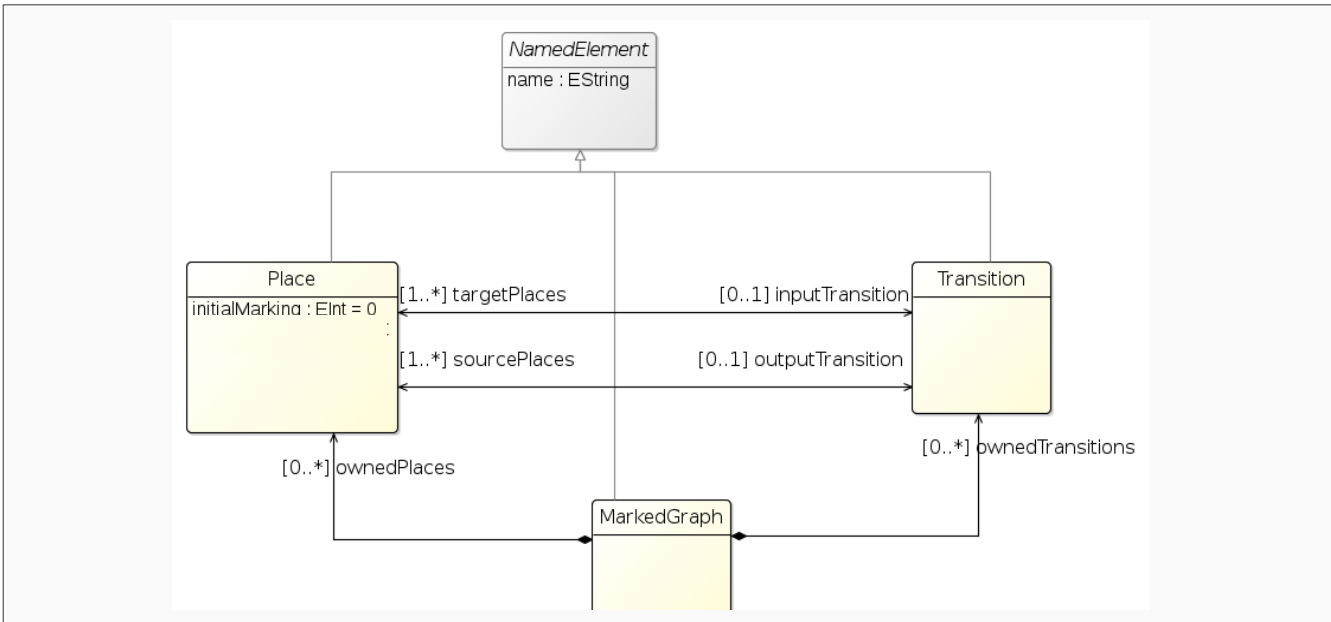 NamedElement
name : EString
Place
initialMarking : EInt = 0
:
Transition
[1..*] targetPlaces
[0..1] inputTransition
[1..*] sourcePlaces
[0..1] outputTransition
[0..*] ownedPlaces
[0..*] ownedTransitions
MarkedGraph